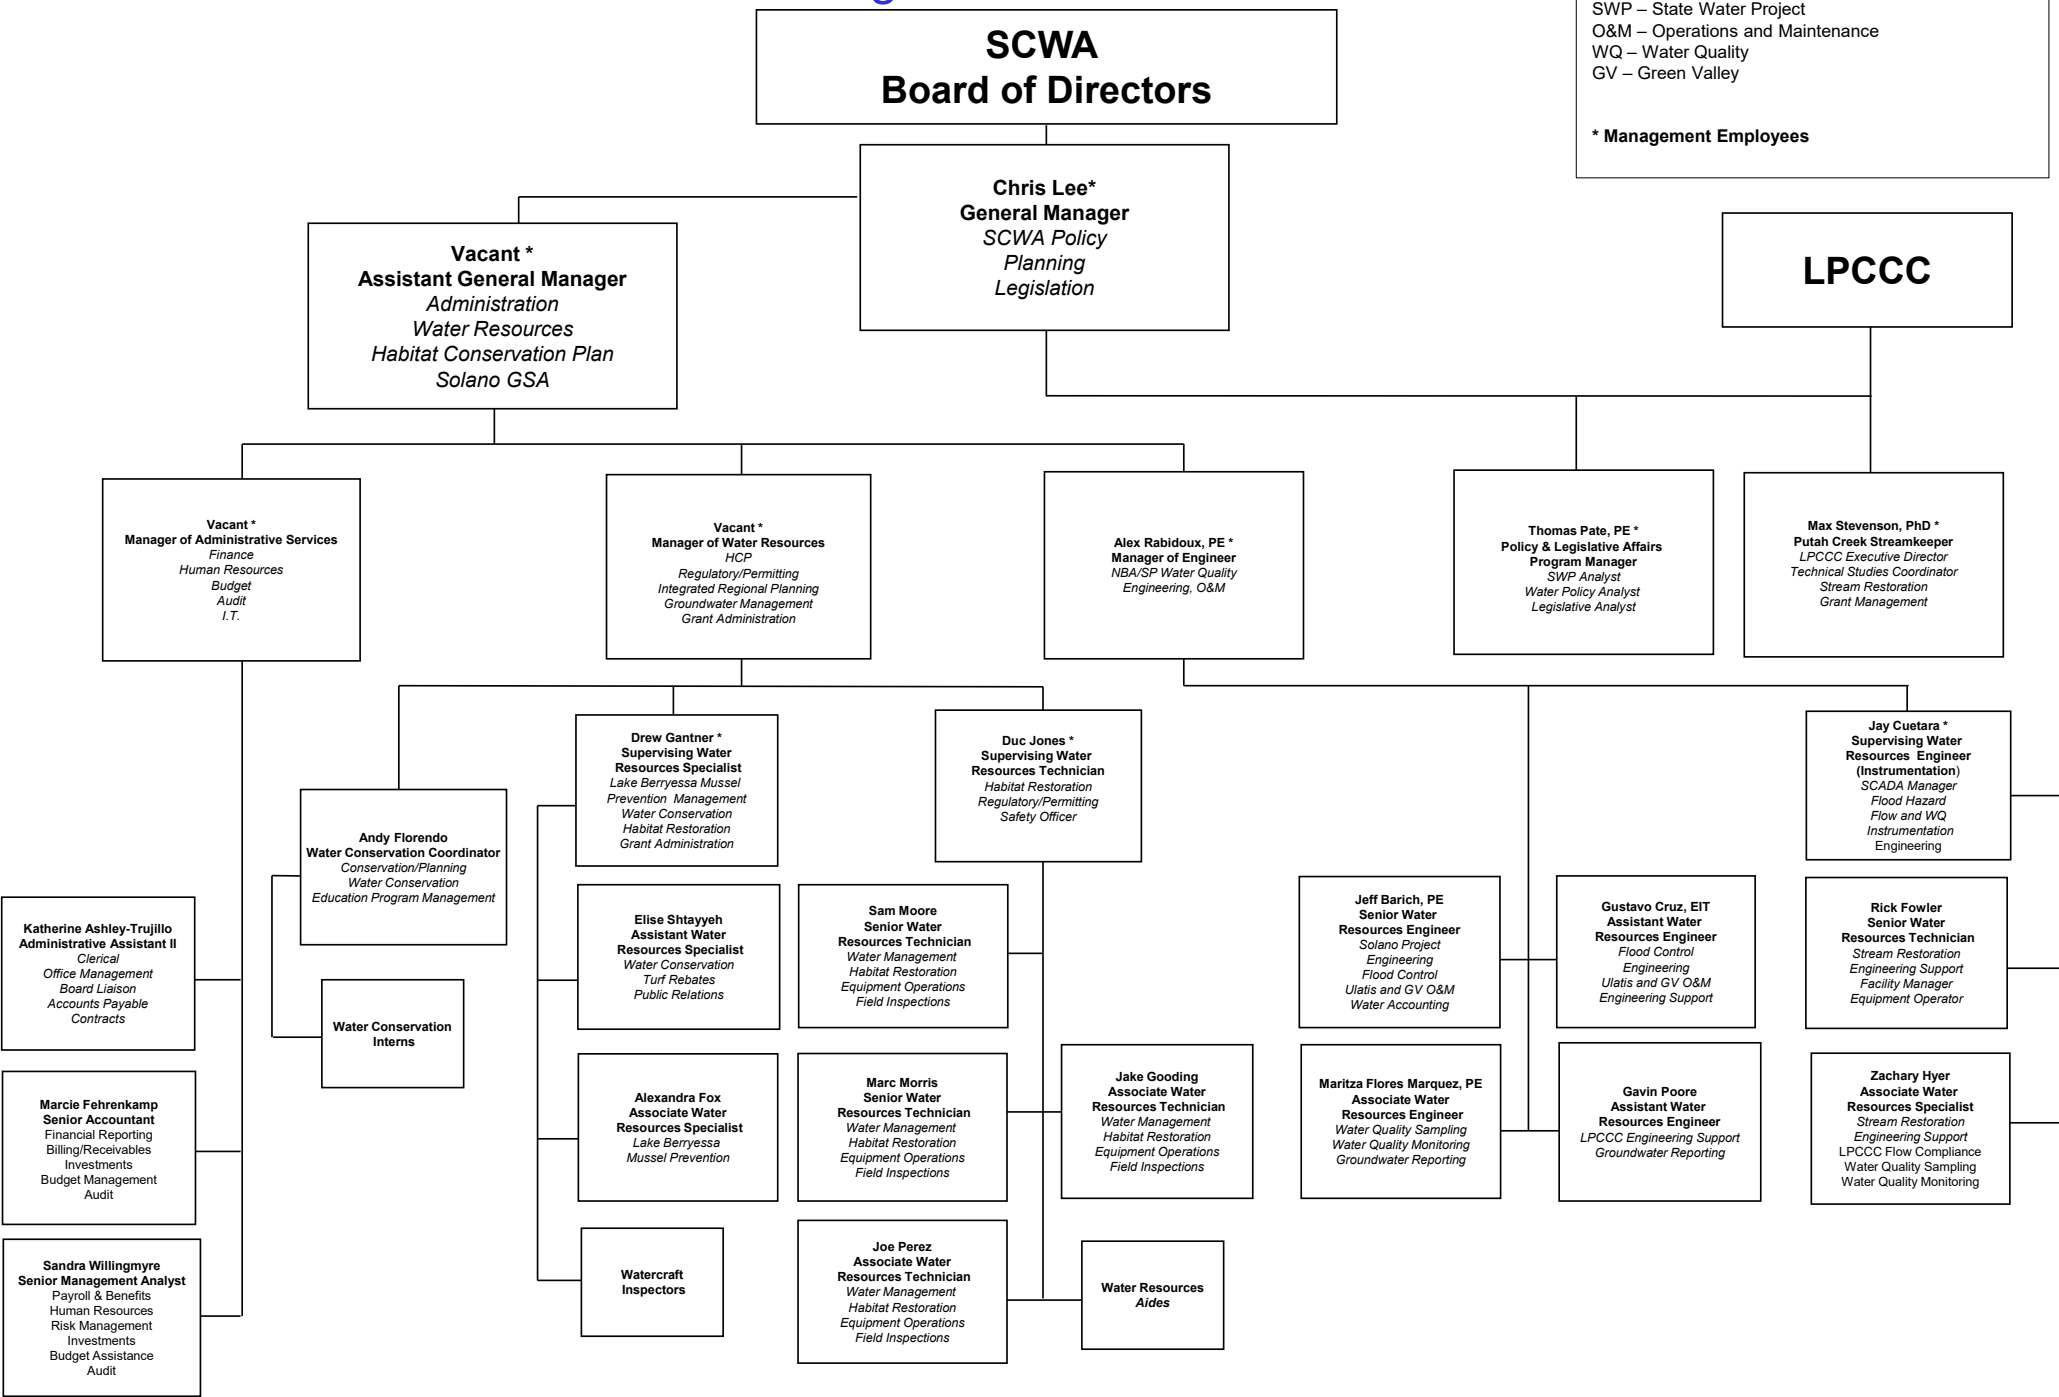 SWP – State Water Project
O&M – Operations and Maintenance
WQ – Water Quality
GV – Green Valley
* Management Employees
SCWA
Board of Directors
Chris Lee*
General Manager
SCWA Policy
Planning
Legislation
Vacant *
Assistant General Manager
Administration
Water Resources
Habitat Conservation Plan
Solano GSA
LPCCC
Vacant *
Manager of Administrative Services
Finance
Human Resources
Budget
Audit
I.T.
Vacant *
Manager of Water Resources
HCP
Regulatory/Permitting
Integrated Regional Planning
Groundwater Management
Grant Administration
Alex Rabidoux, PE *
Manager of Engineer
NBA/SP Water Quality
Engineering, O&M
Thomas Pate, PE *
Policy & Legislative Affairs
Program Manager
SWP Analyst
Water Policy Analyst
Legislative Analyst
Max Stevenson, PhD *
Putah Creek Streamkeeper
LPCCC Executive Director
Technical Studies Coordinator
Stream Restoration
Grant Management
Andy Florendo
Water Conservation Coordinator
Conservation/Planning
Water Conservation
Education Program Management
Drew Gantner *
Supervising Water
Resources Specialist
Lake Berryessa Mussel
Prevention Management
Water Conservation
Habitat Restoration
Grant Administration
Duc Jones *
Supervising Water
Resources Technician
Habitat Restoration
Regulatory/Permitting
Safety Officer
Jay Cuetara *
Supervising Water
Resources Engineer
(Instrumentation)
SCADA Manager
Flood Hazard
Flow and WQ
Instrumentation
Engineering
Katherine Ashley-Trujillo
Administrative Assistant II
Clerical
Office Management
Board Liaison
Accounts Payable
Contracts
Water Conservation
Interns
Elise Shtayyeh
Assistant Water
Resources Specialist
Water Conservation
Turf Rebates
Public Relations
Sam Moore
Senior Water
Resources Technician
Water Management
Habitat Restoration
Equipment Operations
Field Inspections
Jeff Barich, PE
Senior Water
Resources Engineer
Solano Project
Engineering
Flood Control
Ulatis and GV O&M
Water Accounting
Gustavo Cruz, EIT
Assistant Water
Resources Engineer
Flood Control
Engineering
Ulatis and GV O&M
Engineering Support
Rick Fowler
Senior Water
Resources Technician
Stream Restoration
Engineering Support
Facility Manager
Equipment Operator
Marcie Fehrenkamp
Senior Accountant
Financial Reporting
Billing/Receivables
Investments
Budget Management
Audit
Alexandra Fox
Associate Water
Resources Specialist
Lake Berryessa
Mussel Prevention
Marc Morris
Senior Water
Resources Technician
Water Management
Habitat Restoration
Equipment Operations
Field Inspections
Jake Gooding
Associate Water
Resources Technician
Water Management
Habitat Restoration
Equipment Operations
Field Inspections
Maritza Flores Marquez, PE
Associate Water
Resources Engineer
Water Quality Sampling
Water Quality Monitoring
Groundwater Reporting
Gavin Poore
Assistant Water
Resources Engineer
LPCCC Engineering Support
Groundwater Reporting
Zachary Hyer
Associate Water
Resources Specialist
Stream Restoration
Engineering Support
LPCCC Flow Compliance
Water Quality Sampling
Water Quality Monitoring
Sandra Willingmyre
Senior Management Analyst
Payroll & Benefits
Human Resources
Risk Management
Investments
Budget Assistance
Audit
Watercraft
Inspectors
Joe Perez
Associate Water
Resources Technician
Water Management
Habitat Restoration
Equipment Operations
Field Inspections
Water Resources
Aides